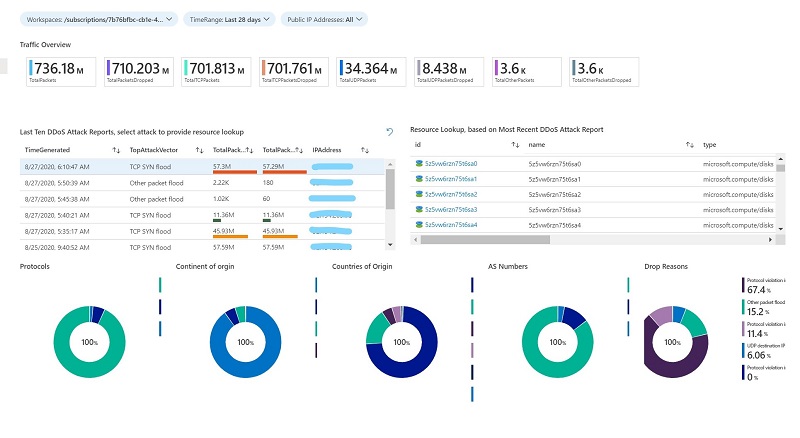 Workspaces: /subscriptions/7b76bfbc-cb1e-4...
TimeRange: Last 28 days
Public IP Addresses: All
Traffic Overview
736.18 M
TotalPackets
710.203 M
TotalPacketsDropped
701.813 M
TotalTCPPackets
701.761 M
TotalTCPPacketsDropped
34.364 M
TotalUDPPackets
8.438 M
TotalUDPPacketsDropped
3.6 K
TotalOtherPackets
3.6 K
TotalOtherPacketsDropped
Last Ten DDoS Attack Reports, select attack to provide resource lookup
TimeGenerated TopAttackVector TotalPack... TotalPac... IPAddress
8/27/2020, 6:10:47 AM TCP SYN flood 57.3M 57.29M
8/27/2020, 5:50:39 AM Other packet flood 2.22K 180
8/27/2020, 5:45:38 AM Other packet flood 1.02K 60
8/27/2020, 5:40:21 AM TCP SYN flood 11.36M 11.36M
8/27/2020, 5:35:17 AM TCP SYN flood 45.93M 45.93M
8/25/2020, 9:40:52 AM TCP SYN flood 57.59M 57.59M
Resource Lookup, based on Most Recent DDoS Attack Report
id name type
5z5vw6rzn75t6sa0 5z5vw6rzn75t6sa0 microsoft.compute/disks
5z5vw6rzn75t6sa1 5z5vw6rzn75t6sa1 microsoft.compute/disks
5z5vw6rzn75t6sa2 5z5vw6rzn75t6sa2 microsoft.compute/disks
5z5vw6rzn75t6sa3 5z5vw6rzn75t6sa3 microsoft.compute/disks
5z5vw6rzn75t6sa4 5z5vw6rzn75t6sa4 microsoft.compute/disks
Protocols
100%
Continent of orgin
100%
Countries of Origin
100%
AS Numbers
100%
Drop Reasons
100%
Protocol violation i
67.4 %
Other packet flood
15.2 %
Protocol violation i
11.4 %
UDP destination IP
6.06 %
Protocol violation i
0 %